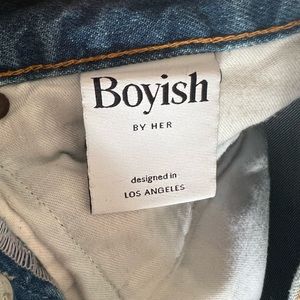 Boyish
BY HER
designed in
LOS ANGELES